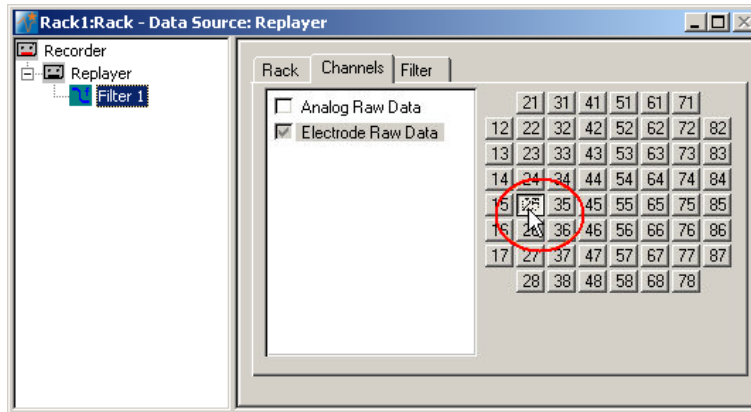 Rack1:Rack - Data Source: Replayer
Recorder
Replayer
Filter 1
Rack Channels Filter
Analog Raw Data
Electrode Raw Data
21 31 41 51 61 71
12 22 32 42 52 62 72 82
13 23 33 43 53 63 73 83
14 24 34 44 54 64 74 84
15 25 35 45 55 65 75 85
16 26 36 46 56 66 76 86
17 27 37 47 57 67 77 87
28 38 48 58 68 78